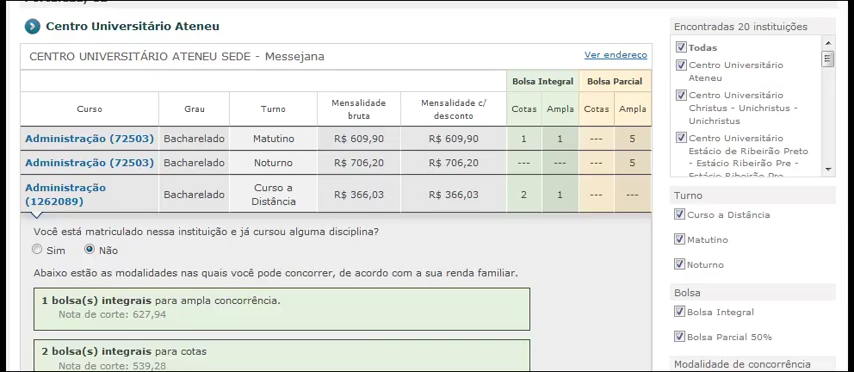 Centro Universitário Ateneu
CENTRO UNIVERSITÁRIO ATENEU SEDE - Messejana
Ver endereço
Bolsa Integral Bolsa Parcial
Curso Grau Turno Mensalidade bruta Mensalidade c/ desconto Cotas Ampla Cotas Ampla
Administração (72503) Bacharelado Matutino R$ 609,90 R$ 609,90 1 1 --- 5
Administração (72503) Bacharelado Noturno R$ 706,20 R$ 706,20 --- --- --- 5
Administração (1262089) Bacharelado Curso a Distância R$ 366,03 R$ 366,03 2 1 --- ---
Você está matriculado nessa instituição e já cursou alguma disciplina?
Sim Não
Abaixo estão as modalidades nas quais você pode concorrer, de acordo com a sua renda familiar.
1 bolsa(s) integrais para ampla concorrência.
Nota de corte: 627,94
2 bolsa(s) integrais para cotas
Nota de corte: 539,28
Encontradas 20 instituições
Todas
Centro Universitário
Ateneu
Centro Universitário
Christus - Unichristus -
Unichristus
Centro Universitário
Estácio de Ribeirão Preto
- Estácio Ribeirão Pre -
Estácio Ribeirão Pre
Turno
Curso a Distância
Matutino
Noturno
Bolsa
Bolsa Integral
Bolsa Parcial 50%
Modalidade de concorrência